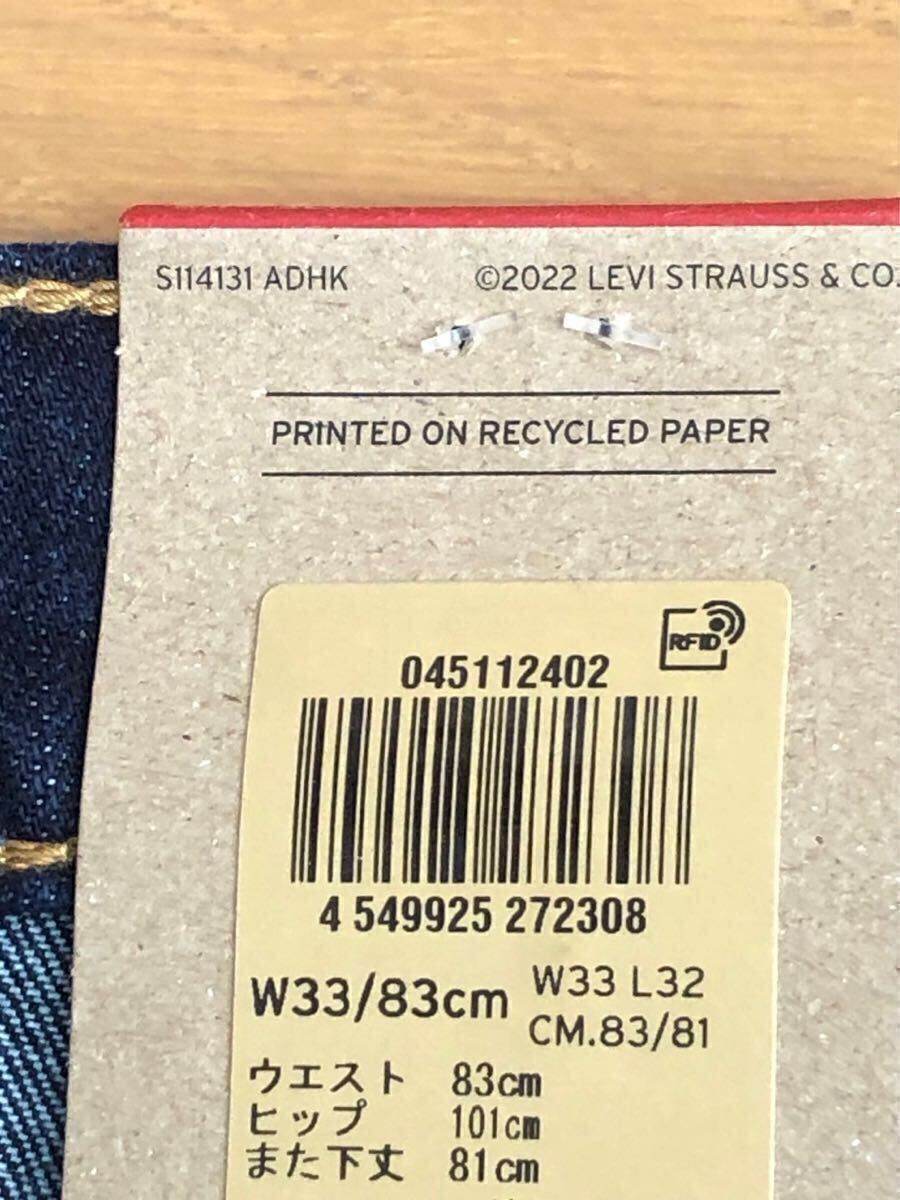 S114131 ADHK
©2022 LEVI STRAUSS & CO.
PRINTED ON RECYCLED PAPER
RFID
045112402
4 549925 272308
W33/83cm
W33 L32
CM.83/81
ウエスト 83cm
ヒップ 101cm
また下丈 81cm